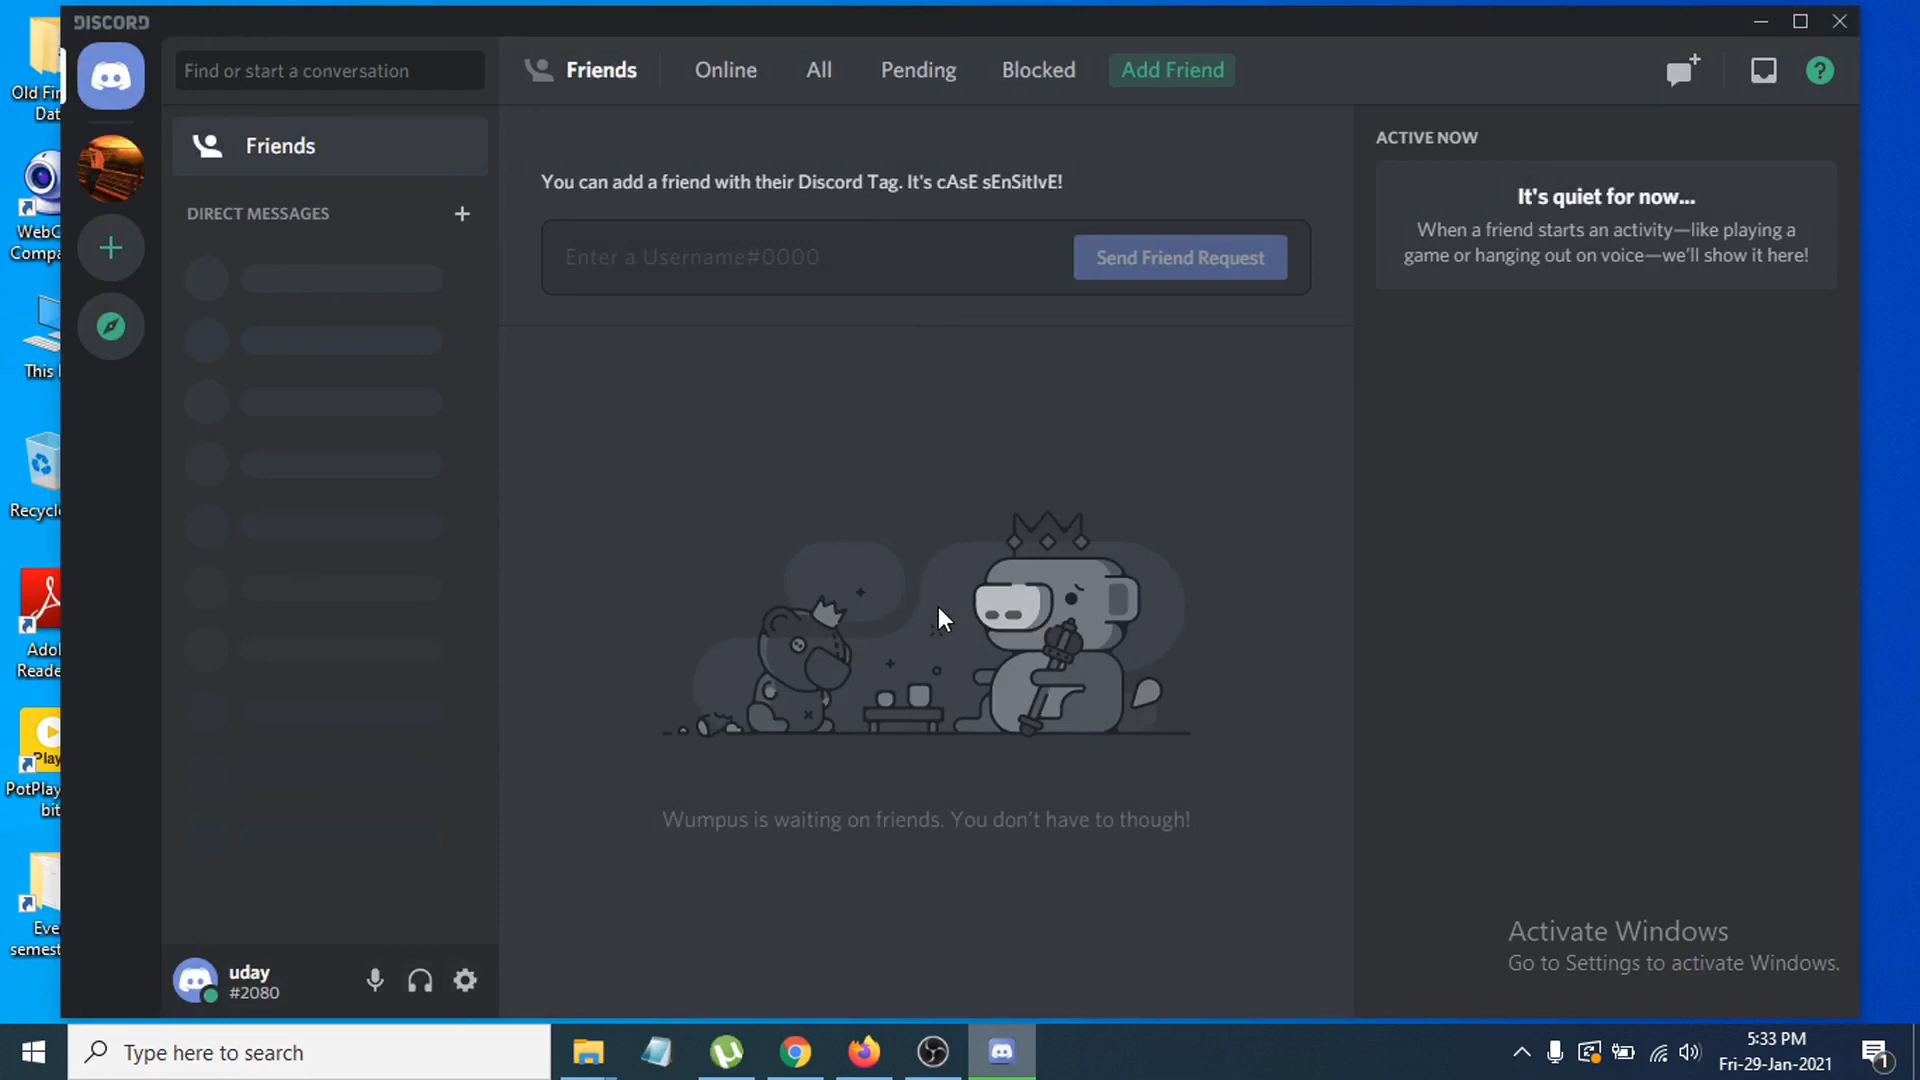 DISCORD
Find or start a conversation
Friends
Online
All
Pending
Blocked
Add Friend
Friends
DIRECT MESSAGES
You can add a friend with their Discord Tag. It's cAsE sEnSitIvE!
Enter a Username#0000
Send Friend Request
Wumpus is waiting on friends. You don't have to though!
ACTIVE NOW
It's quiet for now...
When a friend starts an activity—like playing a
game or hanging out on voice—we'll show it here!
uday
#2080
Activate Windows
Go to Settings to activate Windows.
Old Fir
Dat
WebC
Compa
This
Recycl
Adol
Reade
Play
PotPlay
bit
Eve
semest
Type here to search
5:33 PM
Fri-29-Jan-2021
1